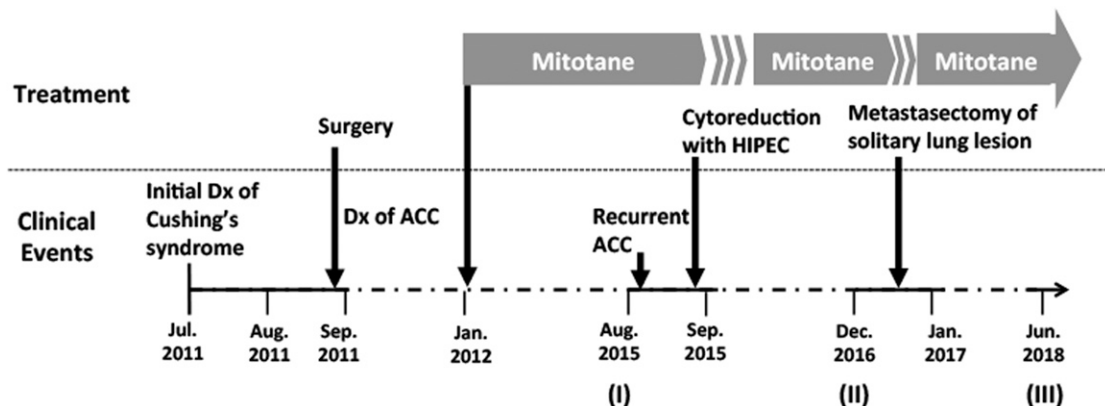 Mitotane
Mitotane
Mitotane
Treatment
Surgery
Cytoreduction
with HIPEC
Metastasectomy of
solitary lung lesion
Clinical
Events
Initial Dx of
Cushing's
syndrome
Dx of ACC
Recurrent
ACC
Jul.
2011
Aug.
2011
Sep.
2011
Jan.
2012
Aug.
2015
Sep.
2015
Dec.
2016
Jan.
2017
Jun.
2018
(I)
(II)
(III)